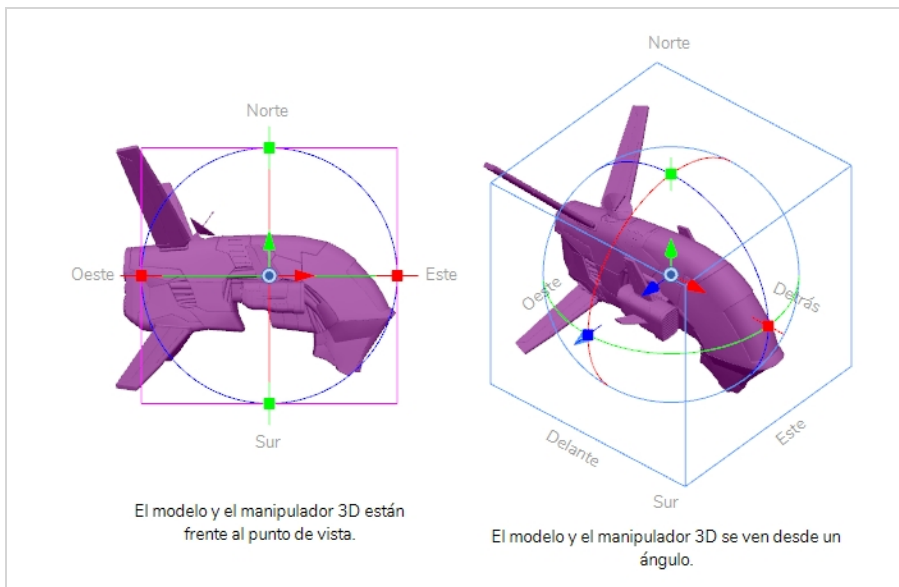 Norte
Oeste
Este
Sur
El modelo y el manipulador 3D están
frente al punto de vista.
Norte
Oeste
Detrás
Delante
Este
Sur
El modelo y el manipulador 3D se ven desde un
ángulo.